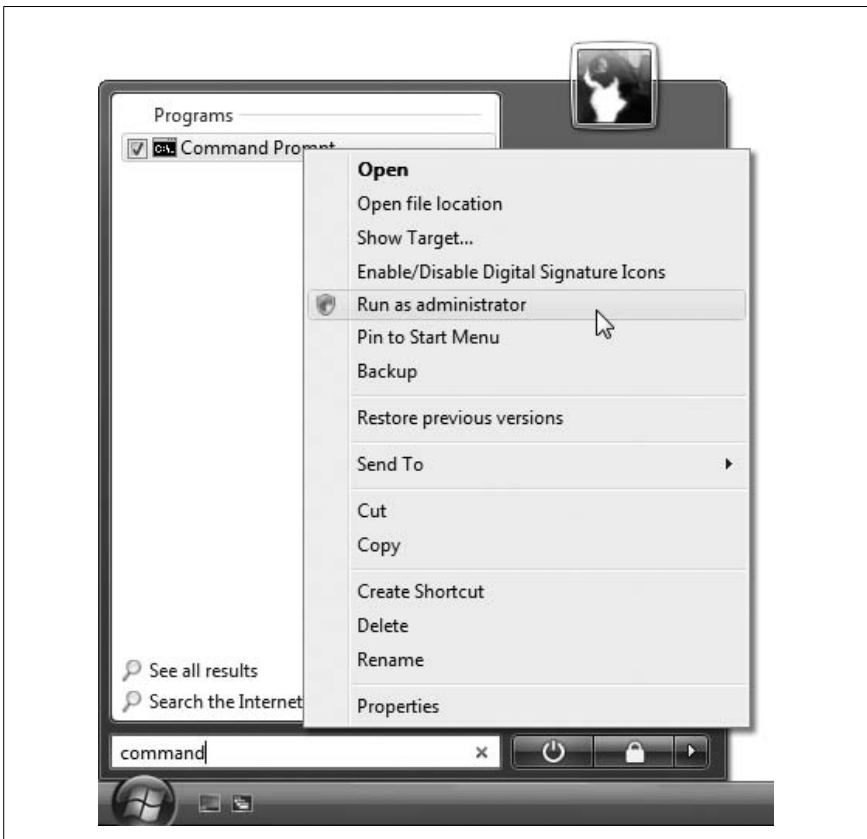 Programs
Command Prompt
Open
Open file location
Show Target...
Enable/Disable Digital Signature Icons
Run as administrator
Pin to Start Menu
Backup
Restore previous versions
Send To
Cut
Copy
Create Shortcut
Delete
Rename
Properties
See all results
Search the Internet
command